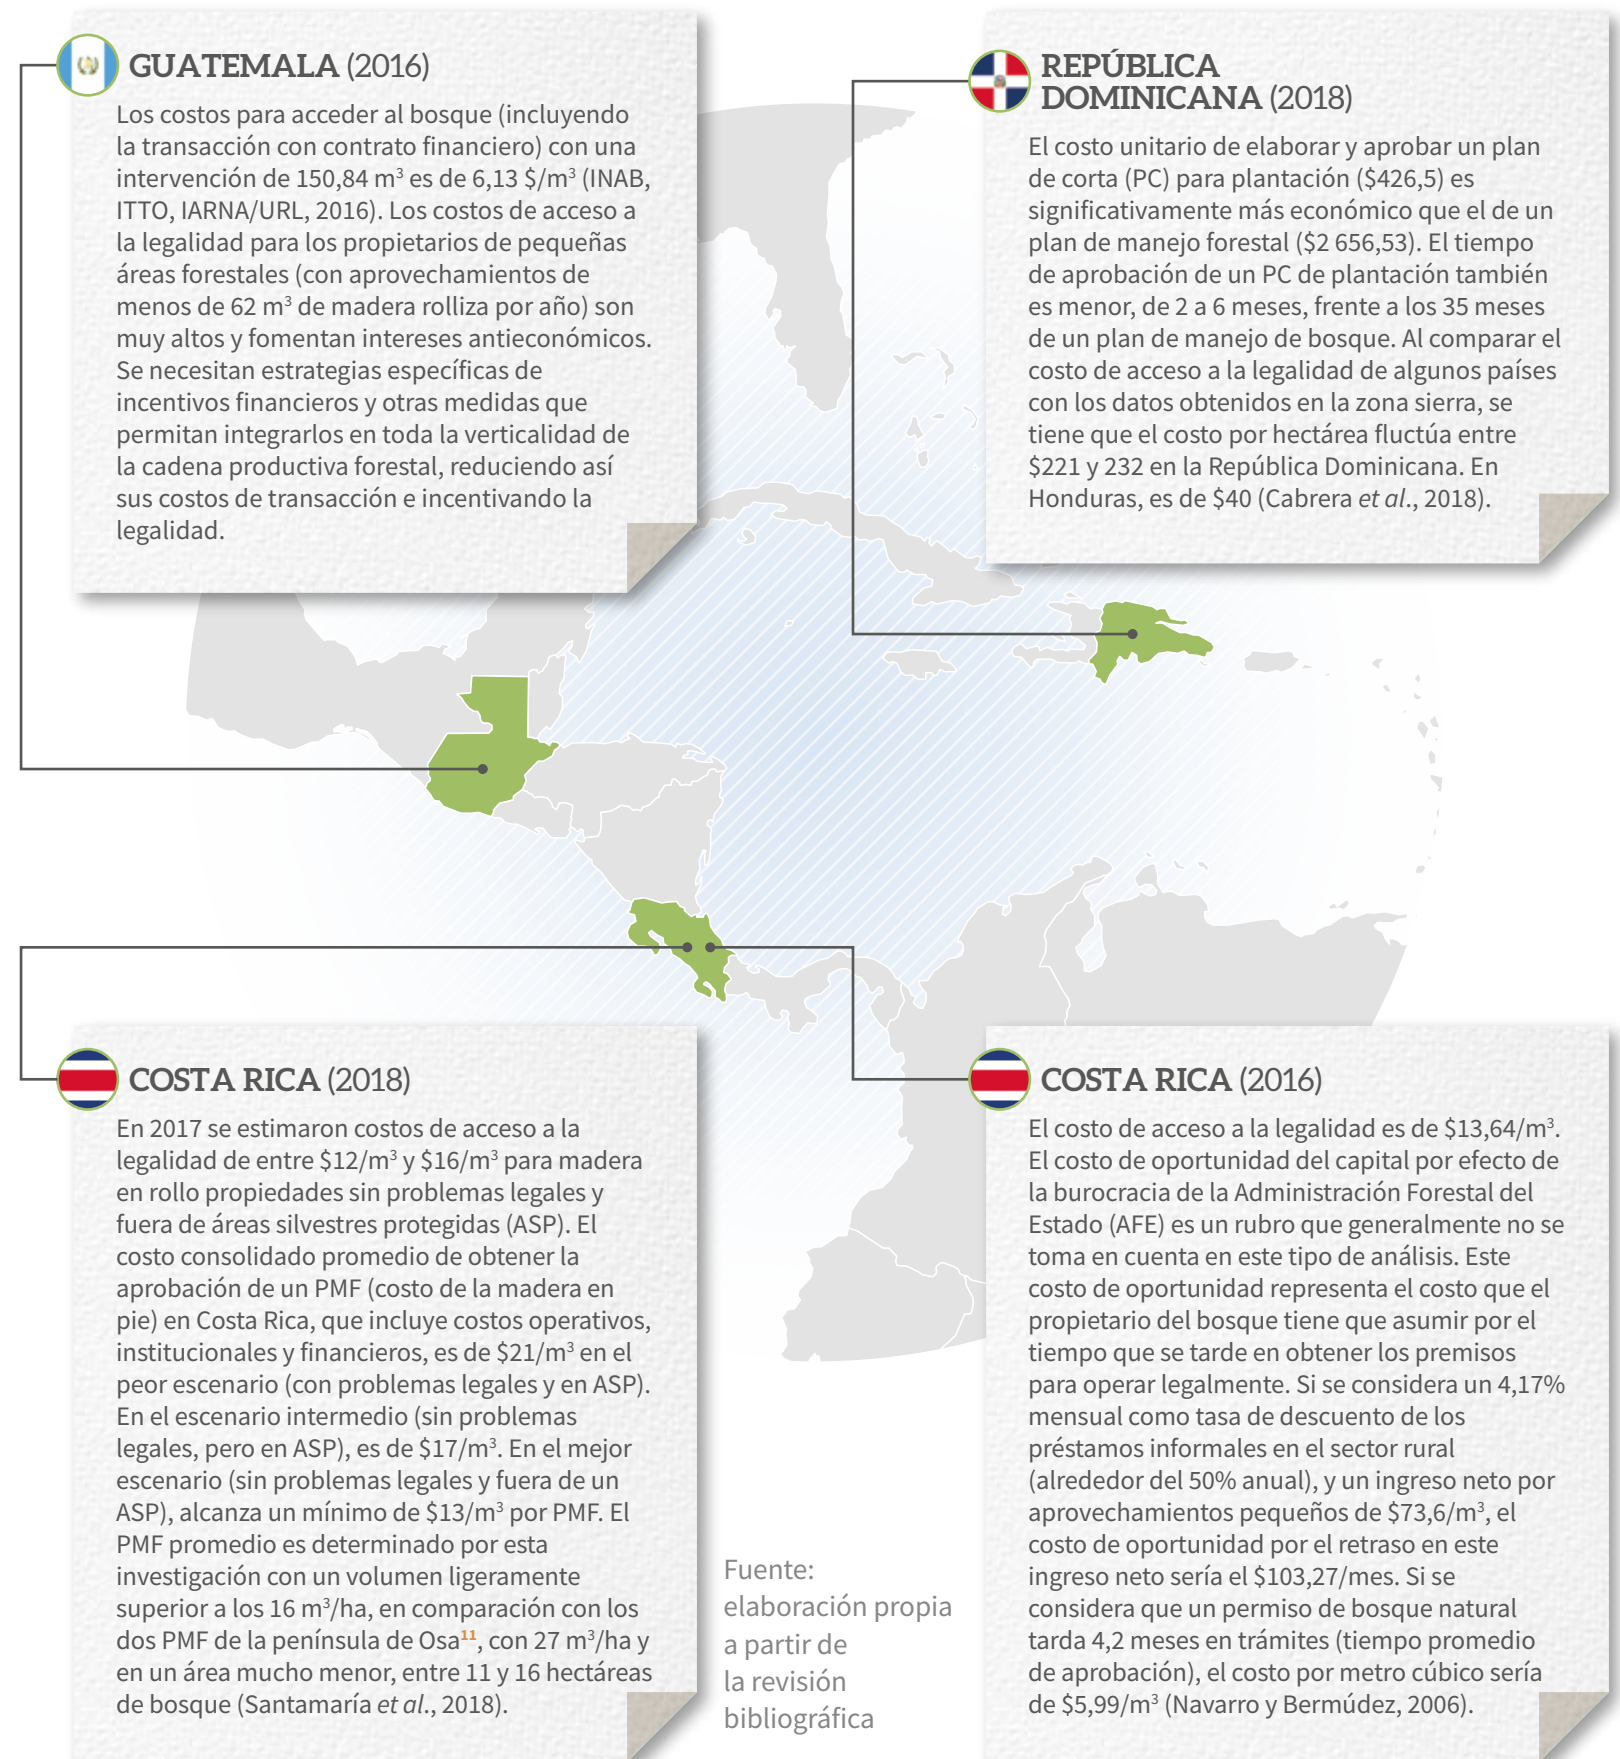 GUATEMALA (2016)
Los costos para acceder al bosque (incluyendo
la transacción con contrato financiero) con una
intervención de 150,84 m³ es de 6,13 $/m³ (INAB,
ITTO, IARNA/URL, 2016). Los costos de acceso a
la legalidad para los propietarios de pequeñas
áreas forestales (con aprovechamientos de
menos de 62 m³ de madera rolliza por año) son
muy altos y fomentan intereses antieconómicos.
Se necesitan estrategias específicas de
incentivos financieros y otras medidas que
permitan integrarlos en toda la verticalidad de
la cadena productiva forestal, reduciendo así
sus costos de transacción e incentivando la
legalidad.
REPÚBLICA
DOMINICANA (2018)
El costo unitario de elaborar y aprobar un plan
de corta (PC) para plantación ($426,5) es
significativamente más económico que el de un
plan de manejo forestal ($2 656,53). El tiempo
de aprobación de un PC de plantación también
es menor, de 2 a 6 meses, frente a los 35 meses
de un plan de manejo de bosque. Al comparar el
costo de acceso a la legalidad de algunos países
con los datos obtenidos en la zona sierra, se
tiene que el costo por hectárea fluctúa entre
$221 y 232 en la República Dominicana. En
Honduras, es de $40 (Cabrera et al., 2018).
COSTA RICA (2018)
En 2017 se estimaron costos de acceso a la
legalidad de entre $12/m³ y $16/m³ para madera
en rollo propiedades sin problemas legales y
fuera de áreas silvestres protegidas (ASP). El
costo consolidado promedio de obtener la
aprobación de un PMF (costo de la madera en
pie) en Costa Rica, que incluye costos operativos,
institucionales y financieros, es de $21/m³ en el
peor escenario (con problemas legales y en ASP).
En el escenario intermedio (sin problemas
legales, pero en ASP), es de $17/m³. En el mejor
escenario (sin problemas legales y fuera de un
ASP), alcanza un mínimo de $13/m³ por PMF. El
PMF promedio es determinado por esta
investigación con un volumen ligeramente
superior a los 16 m³/ha, en comparación con los
dos PMF de la península de Osa¹¹, con 27 m³/ha y
en un área mucho menor, entre 11 y 16 hectáreas
de bosque (Santamaría et al., 2018).
COSTA RICA (2016)
El costo de acceso a la legalidad es de $13,64/m³.
El costo de oportunidad del capital por efecto de
la burocracia de la Administración Forestal del
Estado (AFE) es un rubro que generalmente no se
toma en cuenta en este tipo de análisis. Este
costo de oportunidad representa el costo que el
propietario del bosque tiene que asumir por el
tiempo que se tarde en obtener los premisos
para operar legalmente. Si se considera un 4,17%
mensual como tasa de descuento de los
préstamos informales en el sector rural
(alrededor del 50% anual), y un ingreso neto por
aprovechamientos pequeños de $73,6/m³, el
costo de oportunidad por el retraso en este
ingreso neto sería el $103,27/mes. Si se
considera que un permiso de bosque natural
tarda 4,2 meses en trámites (tiempo promedio
de aprobación), el costo por metro cúbico sería
de $5,99/m³ (Navarro y Bermúdez, 2006).
Fuente:
elaboración propia
a partir de
la revisión
bibliográfica